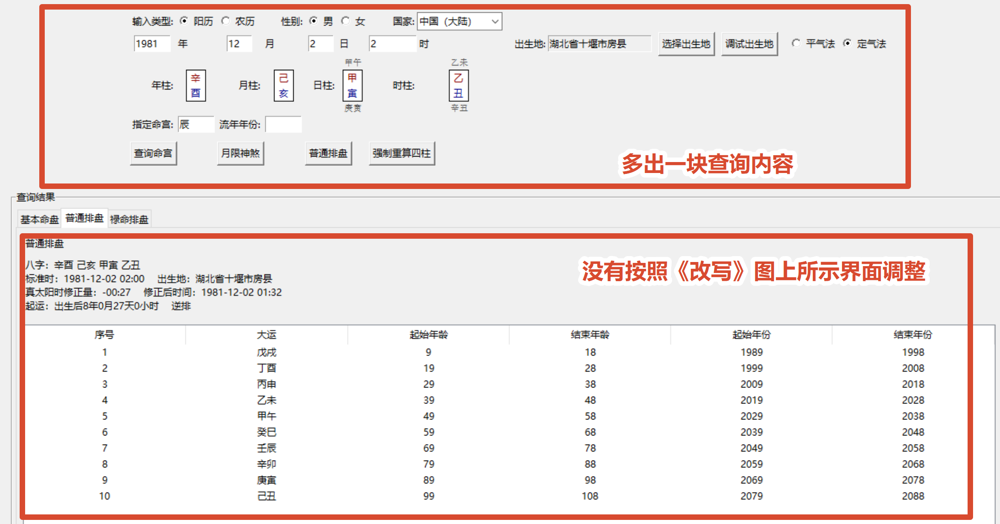 输入类型: 阳历 农历 性别: 男 女 国家: 中国（大陆）
1981 年 12 月 2 日 2 时 出生地: 湖北省十堰市房县 选择出生地 调试出生地 平气法 定气法
甲午 乙未
年柱: 辛酉 月柱: 己亥 日柱: 甲寅 时柱: 乙丑
庚寅 辛丑
指定命宫: 辰 流年年份:
查询命宫 月限神煞 普通排盘 强制重算四柱
多出一块查询内容
查询结果
基本命盘 普通排盘 禄命排盘
普通排盘
八字：辛酉 己亥 甲寅 乙丑
没有按照《改写》图上所示界面调整
标准时：1981-12-02 02:00 出生地：湖北省十堰市房县
真太阳时修正量：-00:27 修正后时间：1981-12-02 01:32
起运：出生后8年0月27天0小时 逆排
序号 大运 起始年龄 结束年龄 起始年份 结束年份
1 戊戌 9 18 1989 1998
2 丁酉 19 28 1999 2008
3 丙申 29 38 2009 2018
4 乙未 39 48 2019 2028
5 甲午 49 58 2029 2038
6 癸巳 59 68 2039 2048
7 壬辰 69 78 2049 2058
8 辛卯 79 88 2059 2068
9 庚寅 89 98 2069 2078
10 己丑 99 108 2079 2088